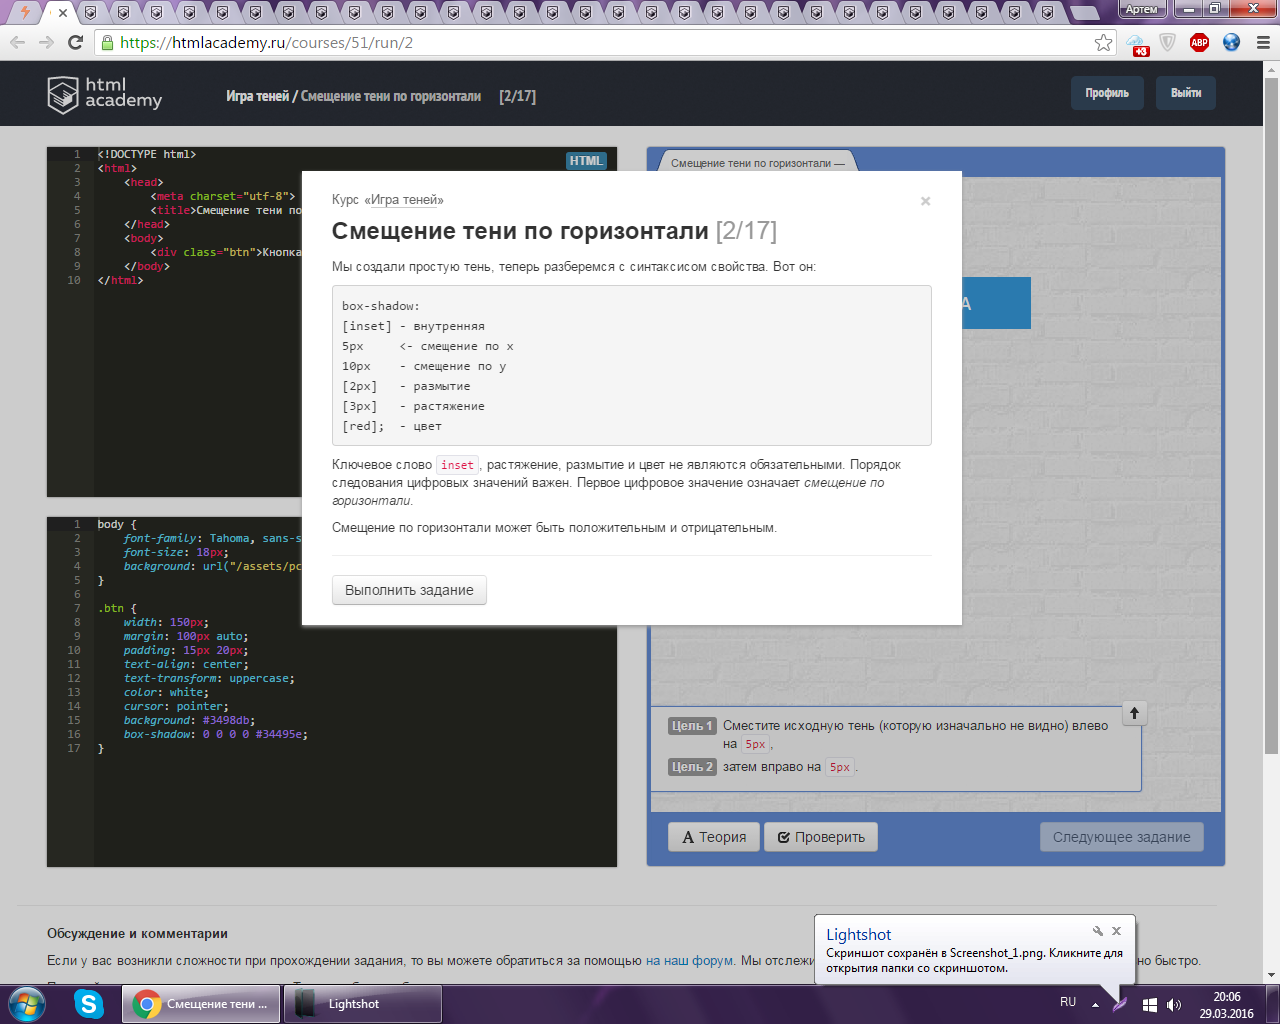 Артем
https://htmlacademy.ru/courses/51/run/2
+3
ABP
html
academy
Игра теней / Смещение тени по горизонтали [2/17]
Профиль
Выйти
HTML
1 <!DOCTYPE html>
2 <html>
3 <head>
4 <meta charset="utf-8">
5 <title>Смещение тени по
6 </head>
7 <body>
8 <div class="btn">Кнопка
9 </body>
10 </html>
Смещение тени по горизонтали —
А
Курс «Игра теней»
×
Смещение тени по горизонтали [2/17]
Мы создали простую тень, теперь разберемся с синтаксисом свойства. Вот он:
box-shadow:
[inset] - внутренняя
5px <- смещение по x
10px - смещение по y
[2px] - размытие
[3px] - растяжение
[red]; - цвет
Ключевое слово inset, растяжение, размытие и цвет не являются обязательными. Порядок
следования цифровых значений важен. Первое цифровое значение означает смещение по
горизонтали.
Смещение по горизонтали может быть положительным и отрицательным.
Выполнить задание
1 body {
2 font-family: Tahoma, sans-s
3 font-size: 18px;
4 background: url("/assets/pc
5 }
6
7 .btn {
8 width: 150px;
9 margin: 100px auto;
10 padding: 15px 20px;
11 text-align: center;
12 text-transform: uppercase;
13 color: white;
14 cursor: pointer;
15 background: #3498db;
16 box-shadow: 0 0 0 0 #34495e;
17 }
Цель 1 Сместите исходную тень (которую изначально не видно) влево
на 5px,
Цель 2 затем вправо на 5px.
А Теория
Проверить
Следующее задание
Обсуждение и комментарии
Если у вас возникли сложности при прохождении задания, то вы можете обратиться за помощью на наш форум. Мы отслежи
но быстро.
Lightshot
Скриншот сохранён в Screenshot_1.png. Кликните для
открытия папки со скриншотом.
Смещение тени ...
Lightshot
RU
20:06
29.03.2016